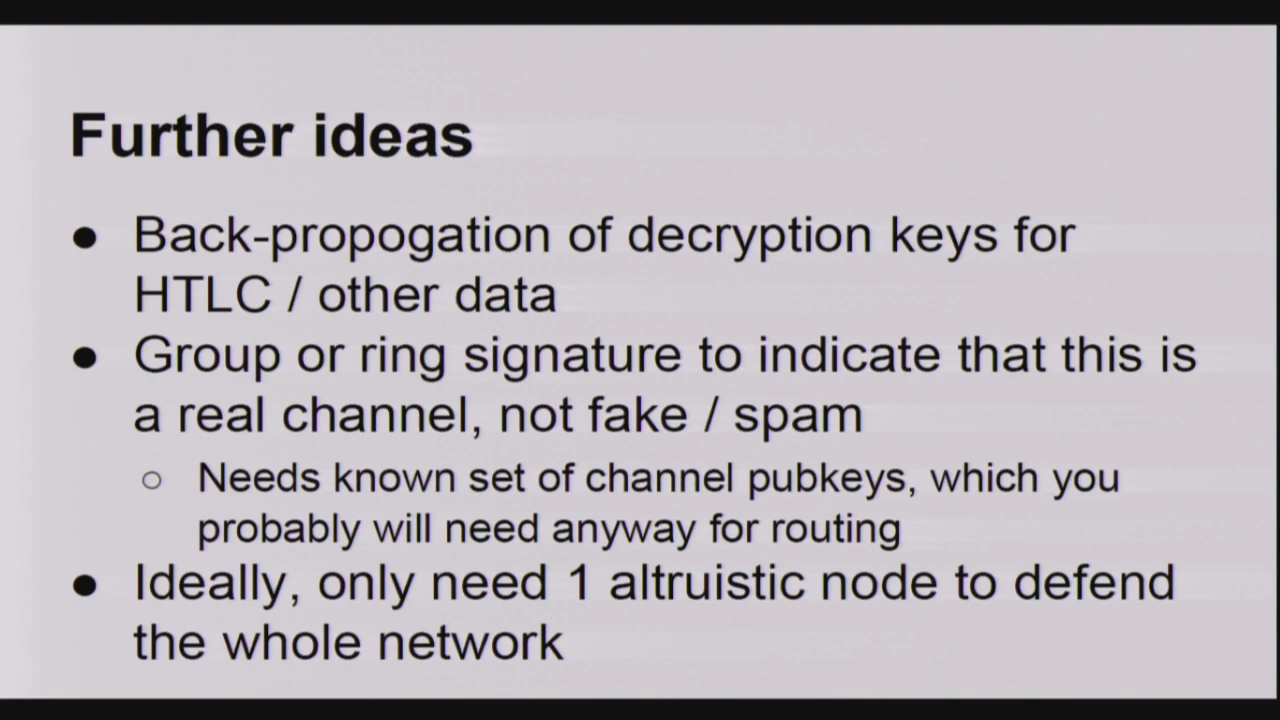 Further ideas
● Back-propogation of decryption keys for
HTLC / other data
● Group or ring signature to indicate that this is
a real channel, not fake / spam
○ Needs known set of channel pubkeys, which you
probably will need anyway for routing
● Ideally, only need 1 altruistic node to defend
the whole network